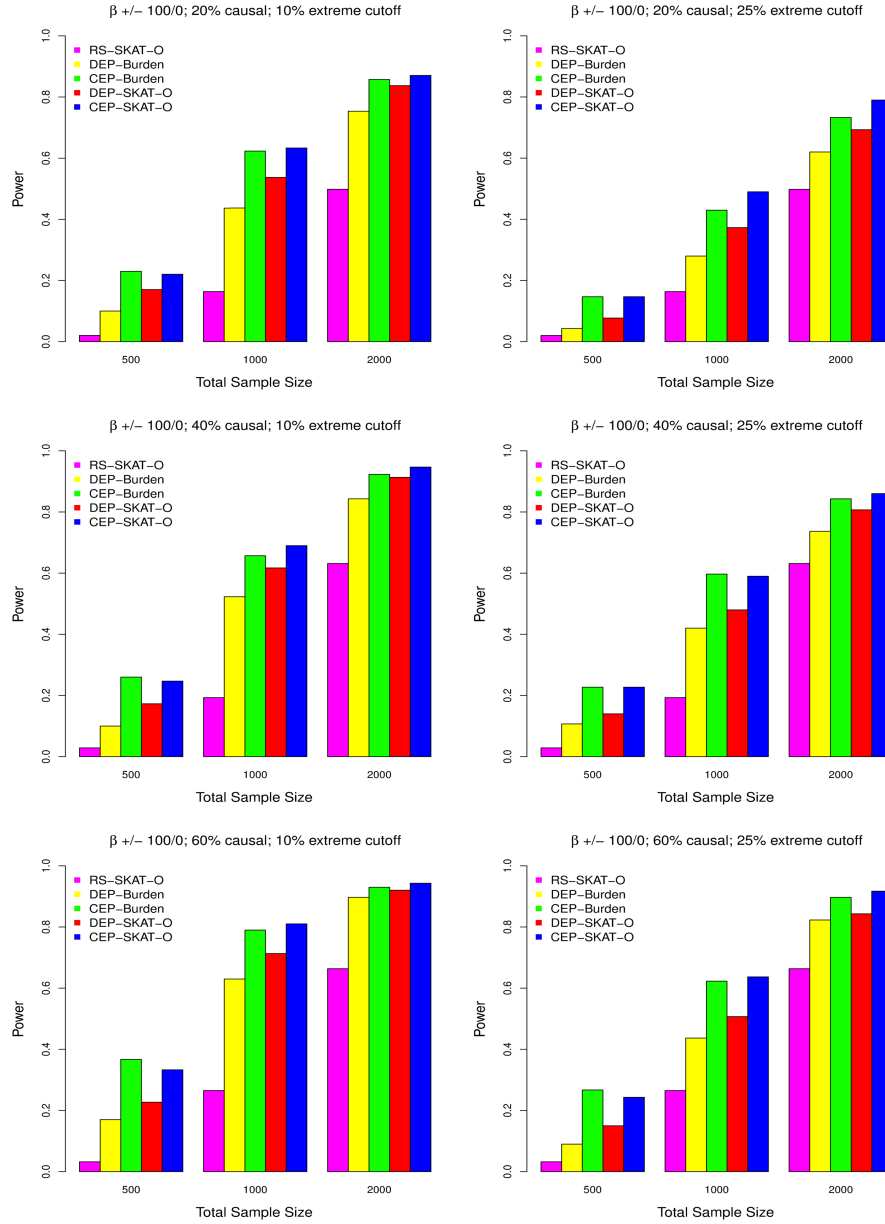 β +/− 100/0; 20% causal; 10% extreme cutoff
RS−SKAT−O
DEP−Burden
CEP−Burden
DEP−SKAT−O
CEP−SKAT−O
Power
0.0
0.2
0.4
0.6
0.8
1.0
500
1000
2000
Total Sample Size
β +/− 100/0; 20% causal; 25% extreme cutoff
RS−SKAT−O
DEP−Burden
CEP−Burden
DEP−SKAT−O
CEP−SKAT−O
Power
0.0
0.2
0.4
0.6
0.8
1.0
500
1000
2000
Total Sample Size
β +/− 100/0; 40% causal; 10% extreme cutoff
RS−SKAT−O
DEP−Burden
CEP−Burden
DEP−SKAT−O
CEP−SKAT−O
Power
0.0
0.2
0.4
0.6
0.8
1.0
500
1000
2000
Total Sample Size
β +/− 100/0; 40% causal; 25% extreme cutoff
RS−SKAT−O
DEP−Burden
CEP−Burden
DEP−SKAT−O
CEP−SKAT−O
Power
0.0
0.2
0.4
0.6
0.8
1.0
500
1000
2000
Total Sample Size
β +/− 100/0; 60% causal; 10% extreme cutoff
RS−SKAT−O
DEP−Burden
CEP−Burden
DEP−SKAT−O
CEP−SKAT−O
Power
0.0
0.2
0.4
0.6
0.8
1.0
500
1000
2000
Total Sample Size
β +/− 100/0; 60% causal; 25% extreme cutoff
RS−SKAT−O
DEP−Burden
CEP−Burden
DEP−SKAT−O
CEP−SKAT−O
Power
0.0
0.2
0.4
0.6
0.8
1.0
500
1000
2000
Total Sample Size